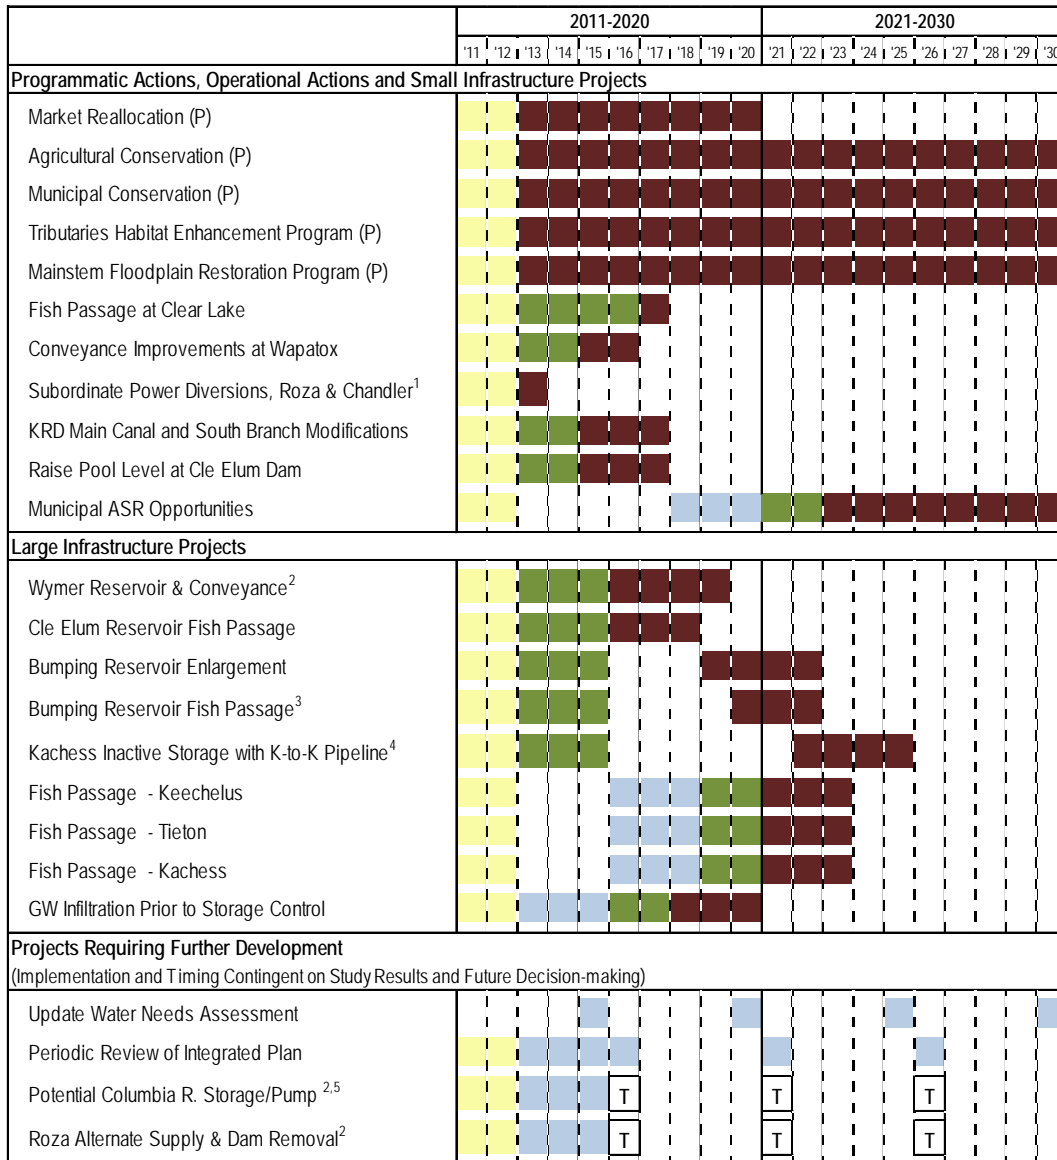 2011-2020 2021-2030
'11 '12 '13 '14 '15 '16 '17 '18 '19 '20 '21 '22 '23 '24 '25 '26 '27 '28 '29 '30
Programmatic Actions, Operational Actions and Small Infrastructure Projects
Market Reallocation (P)
Agricultural Conservation (P)
Municipal Conservation (P)
Tributaries Habitat Enhancement Program (P)
Mainstem Floodplain Restoration Program (P)
Fish Passage at Clear Lake
Conveyance Improvements at Wapatox
Subordinate Power Diversions, Roza & Chandler1
KRD Main Canal and South Branch Modifications
Raise Pool Level at Cle Elum Dam
Municipal ASR Opportunities
Large Infrastructure Projects
Wymer Reservoir & Conveyance2
Cle Elum Reservoir Fish Passage
Bumping Reservoir Enlargement
Bumping Reservoir Fish Passage3
Kachess Inactive Storage with K-to-K Pipeline4
Fish Passage - Keechelus
Fish Passage - Tieton
Fish Passage - Kachess
GW Infiltration Prior to Storage Control
Projects Requiring Further Development
(Implementation and Timing Contingent on Study Results and Future Decision-making)
Update Water Needs Assessment
Periodic Review of Integrated Plan
Potential Columbia R. Storage/Pump 2,5 T T T
Roza Alternate Supply & Dam Removal2 T T T